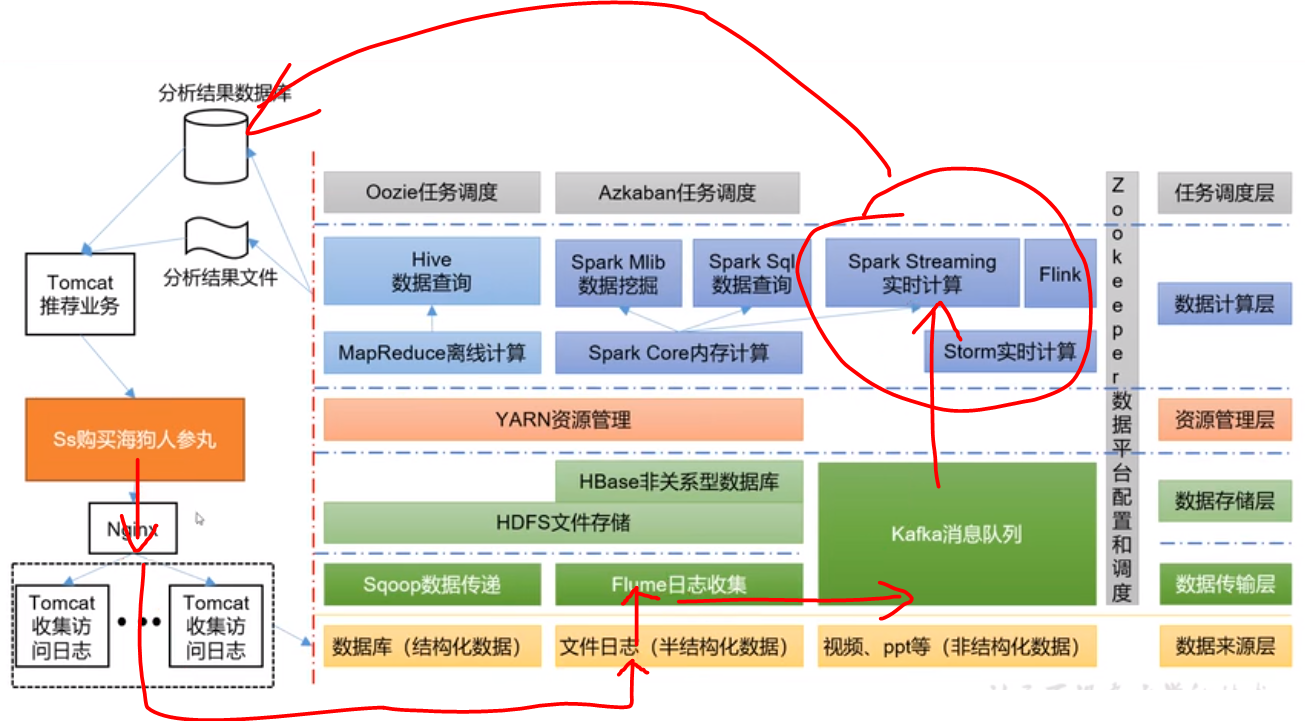 分析结果数据库
分析结果文件
Tomcat
推荐业务
Ss购买海狗人参丸
Nginx
Tomcat
收集访
问日志
Tomcat
收集访
问日志
Oozie任务调度
Azkaban任务调度
任务调度层
Hive
数据查询
Spark Mlib
数据挖掘
Spark Sql
数据查询
Spark Streaming
实时计算
Flink
数据计算层
MapReduce离线计算
Spark Core内存计算
Storm实时计算
YARN资源管理
资源管理层
HBase非关系型数据库
HDFS文件存储
Kafka消息队列
数据存储层
Sqoop数据传递
Flume日志收集
数据传输层
数据库（结构化数据）
文件日志（半结构化数据）
视频、ppt等（非结构化数据）
数据来源层
Zookeeper数据平台配置和调度